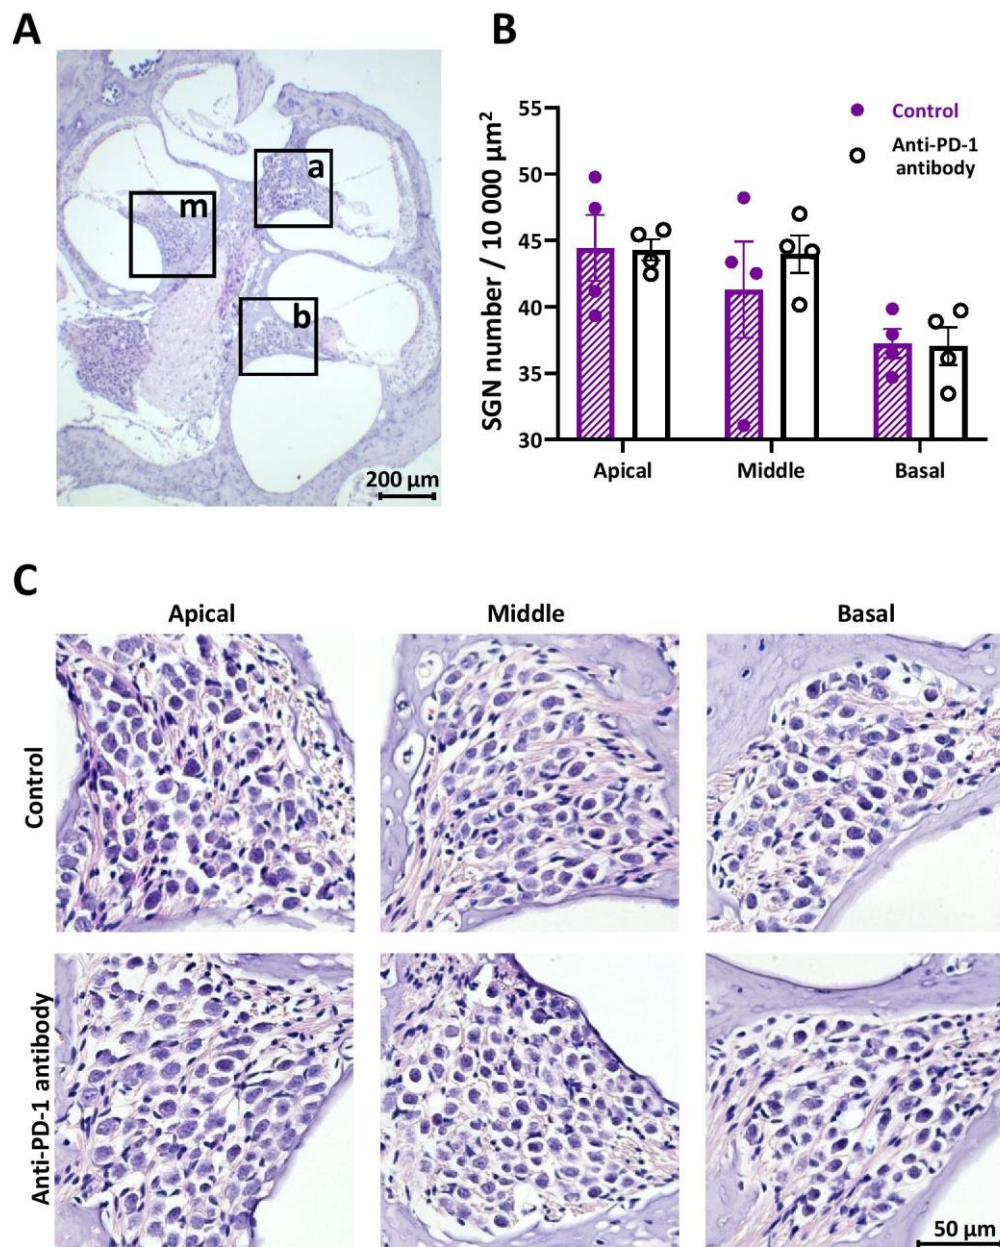 A
a
m
b
200 µm
B
SGN number / 10 000 µm²
55
50
45
40
35
30
Control
Anti-PD-1
antibody
Apical
Middle
Basal
C
Apical
Middle
Basal
Control
Anti-PD-1 antibody
50 µm